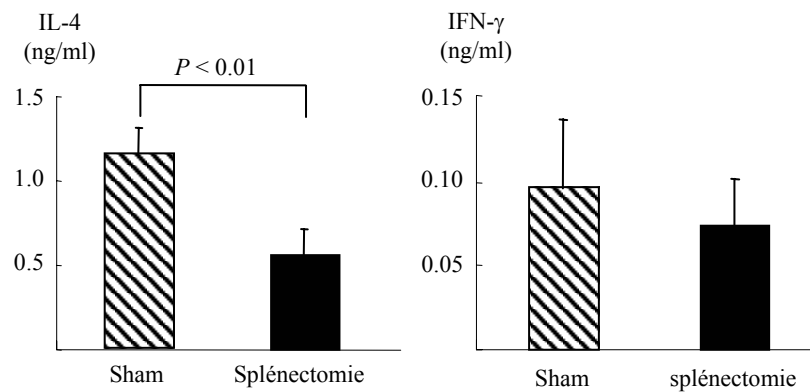 IL-4
(ng/ml)
P < 0.01
1.5
1.0
0.5
Sham
Splénectomie
IFN-γ
(ng/ml)
0.15
0.10
0.05
Sham
splénectomie